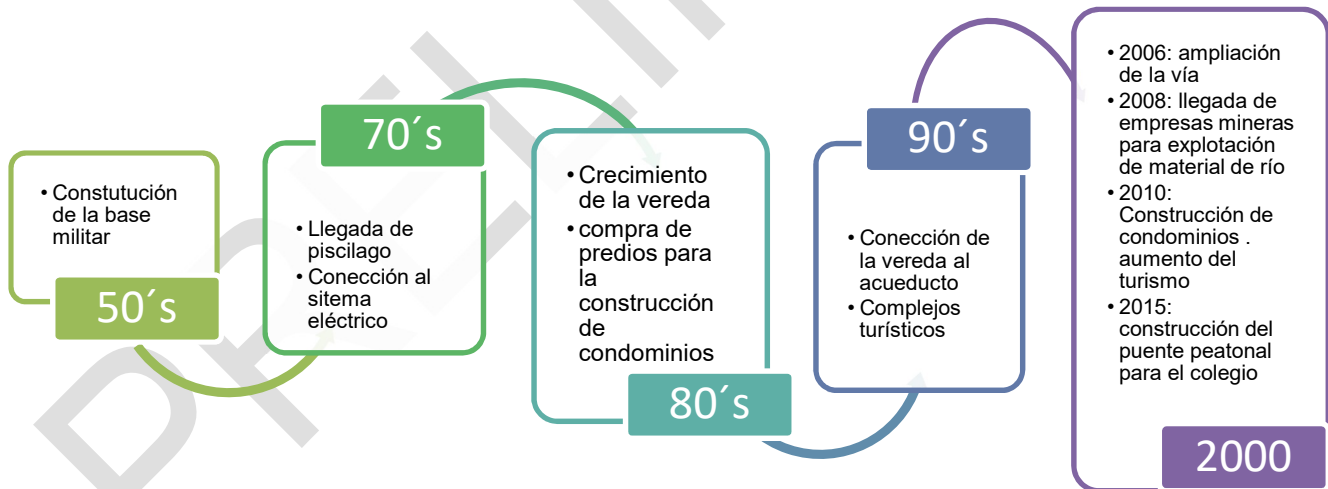 50´s
• Constutución
de la base
militar
70´s
• Llegada de
piscilago
• Conección al
sitema
eléctrico
80´s
• Crecimiento
de la vereda
• compra de
predios para
la
construcción
de
condominios
90´s
• Conección de
la vereda al
acueducto
• Complejos
turísticos
2000
• 2006: ampliación
de la vía
• 2008: llegada de
empresas mineras
para explotación
de material de río
• 2010:
Construcción de
condominios .
aumento del
turismo
• 2015:
construcción del
puente peatonal
para el colegio